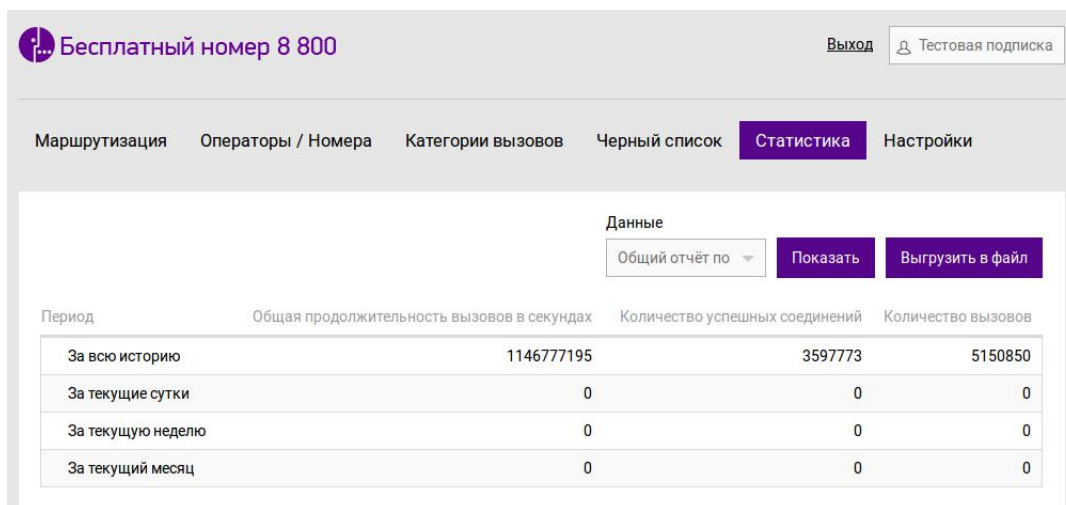 Бесплатный номер 8 800
Выход Тестовая подписка
Маршрутизация Операторы / Номера Категории вызовов Черный список Статистика Настройки
Данные
Общий отчёт по Показать Выгрузить в файл
Период Общая продолжительность вызовов в секундах Количество успешных соединений Количество вызовов
За всю историю 1146777195 3597773 5150850
За текущие сутки 0 0 0
За текущую неделю 0 0 0
За текущий месяц 0 0 0